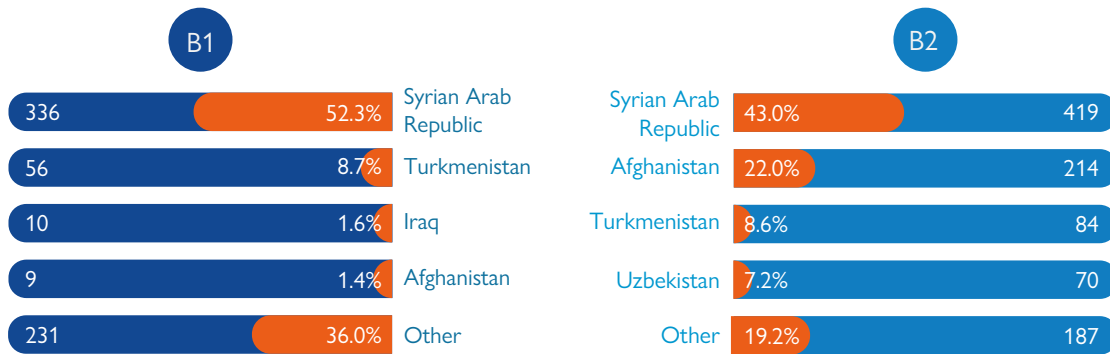 B1
336 52.3% Syrian Arab
Republic
56 8.7% Turkmenistan
10 1.6% Iraq
9 1.4% Afghanistan
231 36.0% Other
B2
Syrian Arab
Republic 43.0% 419
Afghanistan 22.0% 214
Turkmenistan 8.6% 84
Uzbekistan 7.2% 70
Other 19.2% 187